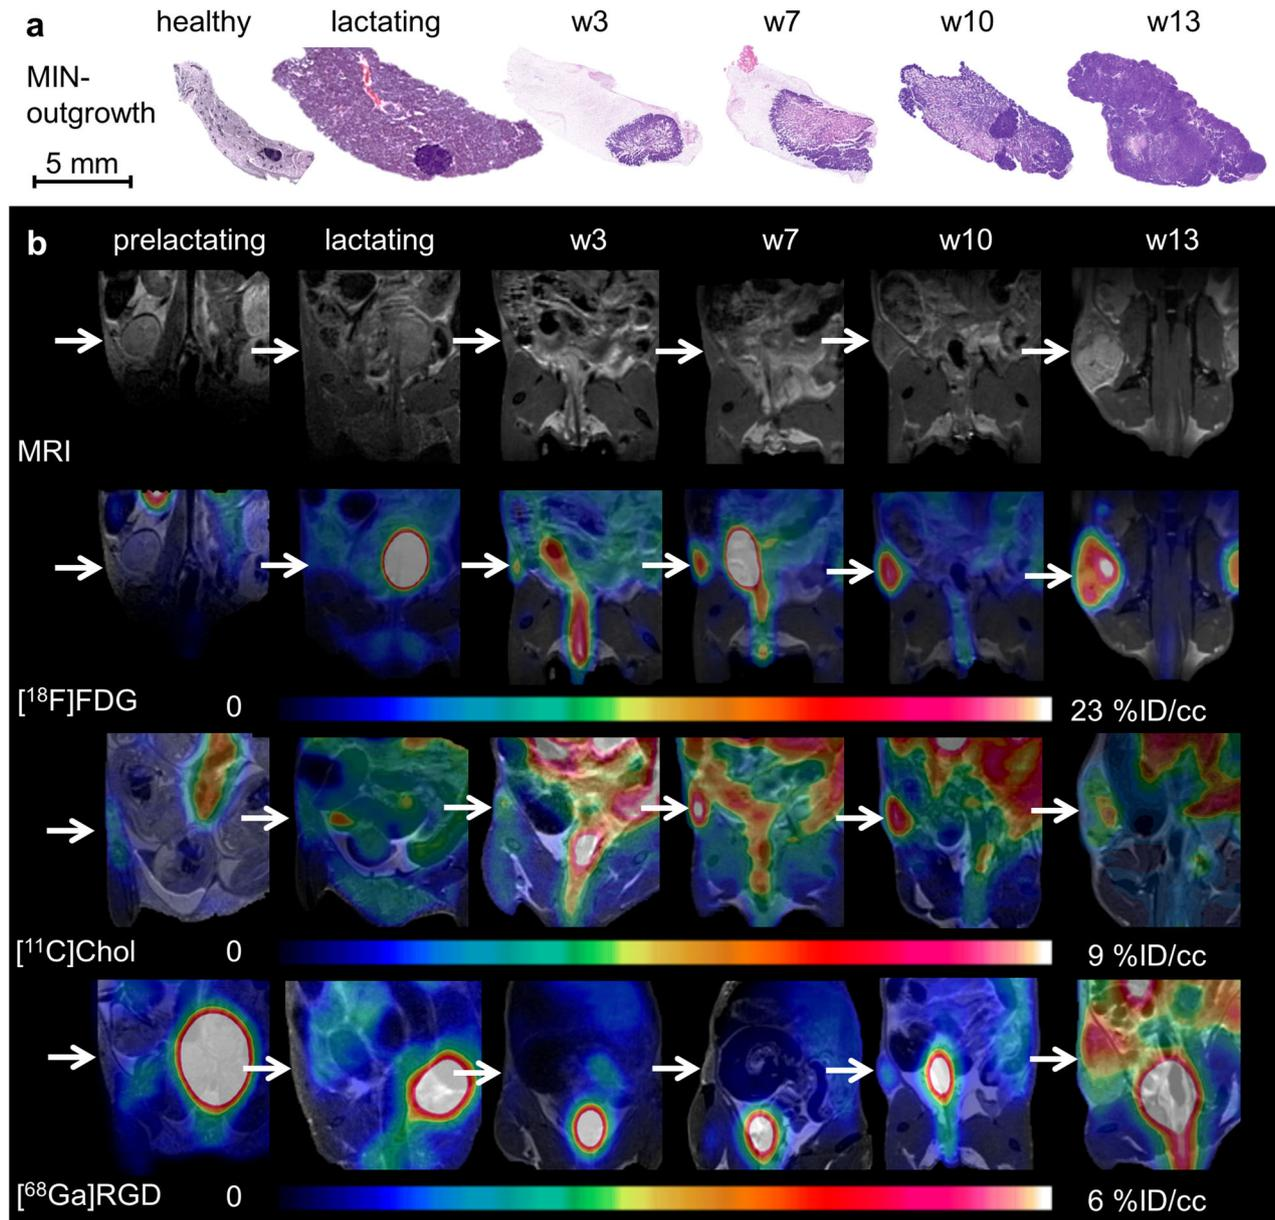 a
healthy lactating w3 w7 w10 w13
MIN-
outgrowth
5 mm
b
prelactating lactating w3 w7 w10 w13
MRI
[¹⁸F]FDG 0 23 %ID/cc
[¹¹C]Chol 0 9 %ID/cc
[⁶⁸Ga]RGD 0 6 %ID/cc